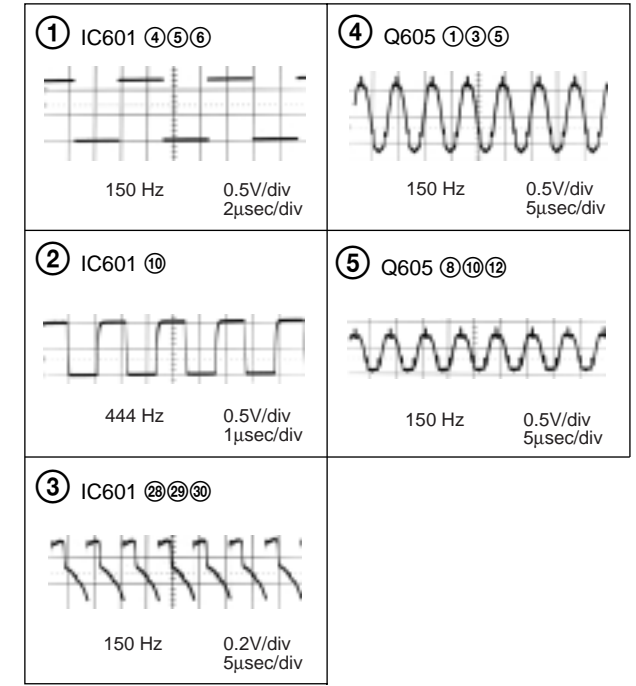 ① IC601 ④⑤⑥
150 Hz 0.5V/div
2μsec/div
② IC601 ⑩
444 Hz 0.5V/div
1μsec/div
③ IC601 ㉘㉙㉚
150 Hz 0.2V/div
5μsec/div
④ Q605 ①③⑤
150 Hz 0.5V/div
5μsec/div
⑤ Q605 ⑧⑩⑫
150 Hz 0.5V/div
5μsec/div